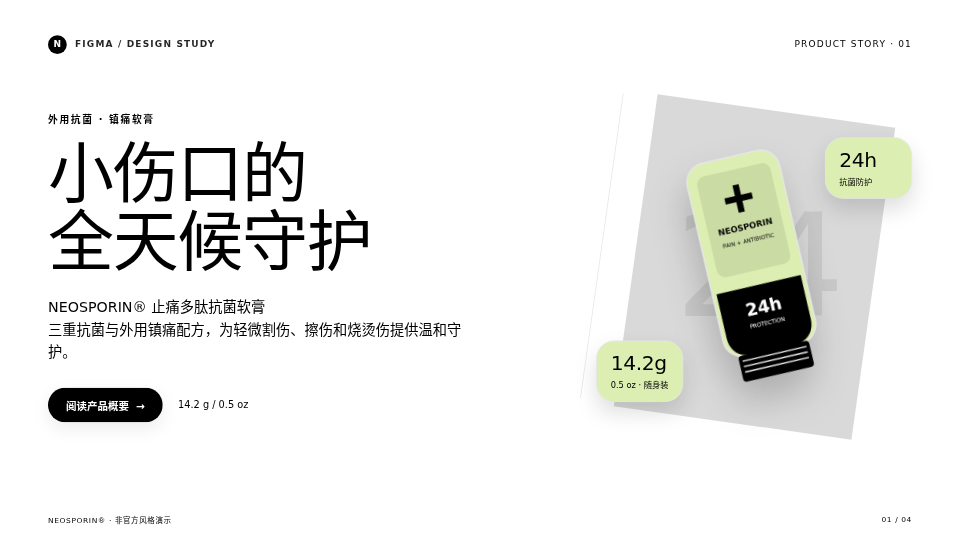 N FIGMA / DESIGN STUDY
PRODUCT STORY · 01
外用抗菌 · 镇痛软膏
小伤口的
全天候守护
NEOSPORIN® 止痛多肽抗菌软膏
三重抗菌与外用镇痛配方，为轻微割伤、擦伤和烧烫伤提供温和守
护。
阅读产品概要 →
14.2 g / 0.5 oz
24
24h
抗菌防护
NEOSPORIN
PAIN + ANTIBIOTIC
24h
PROTECTION
14.2g
0.5 oz · 随身装
NEOSPORIN® · 非官方风格演示
01 / 04